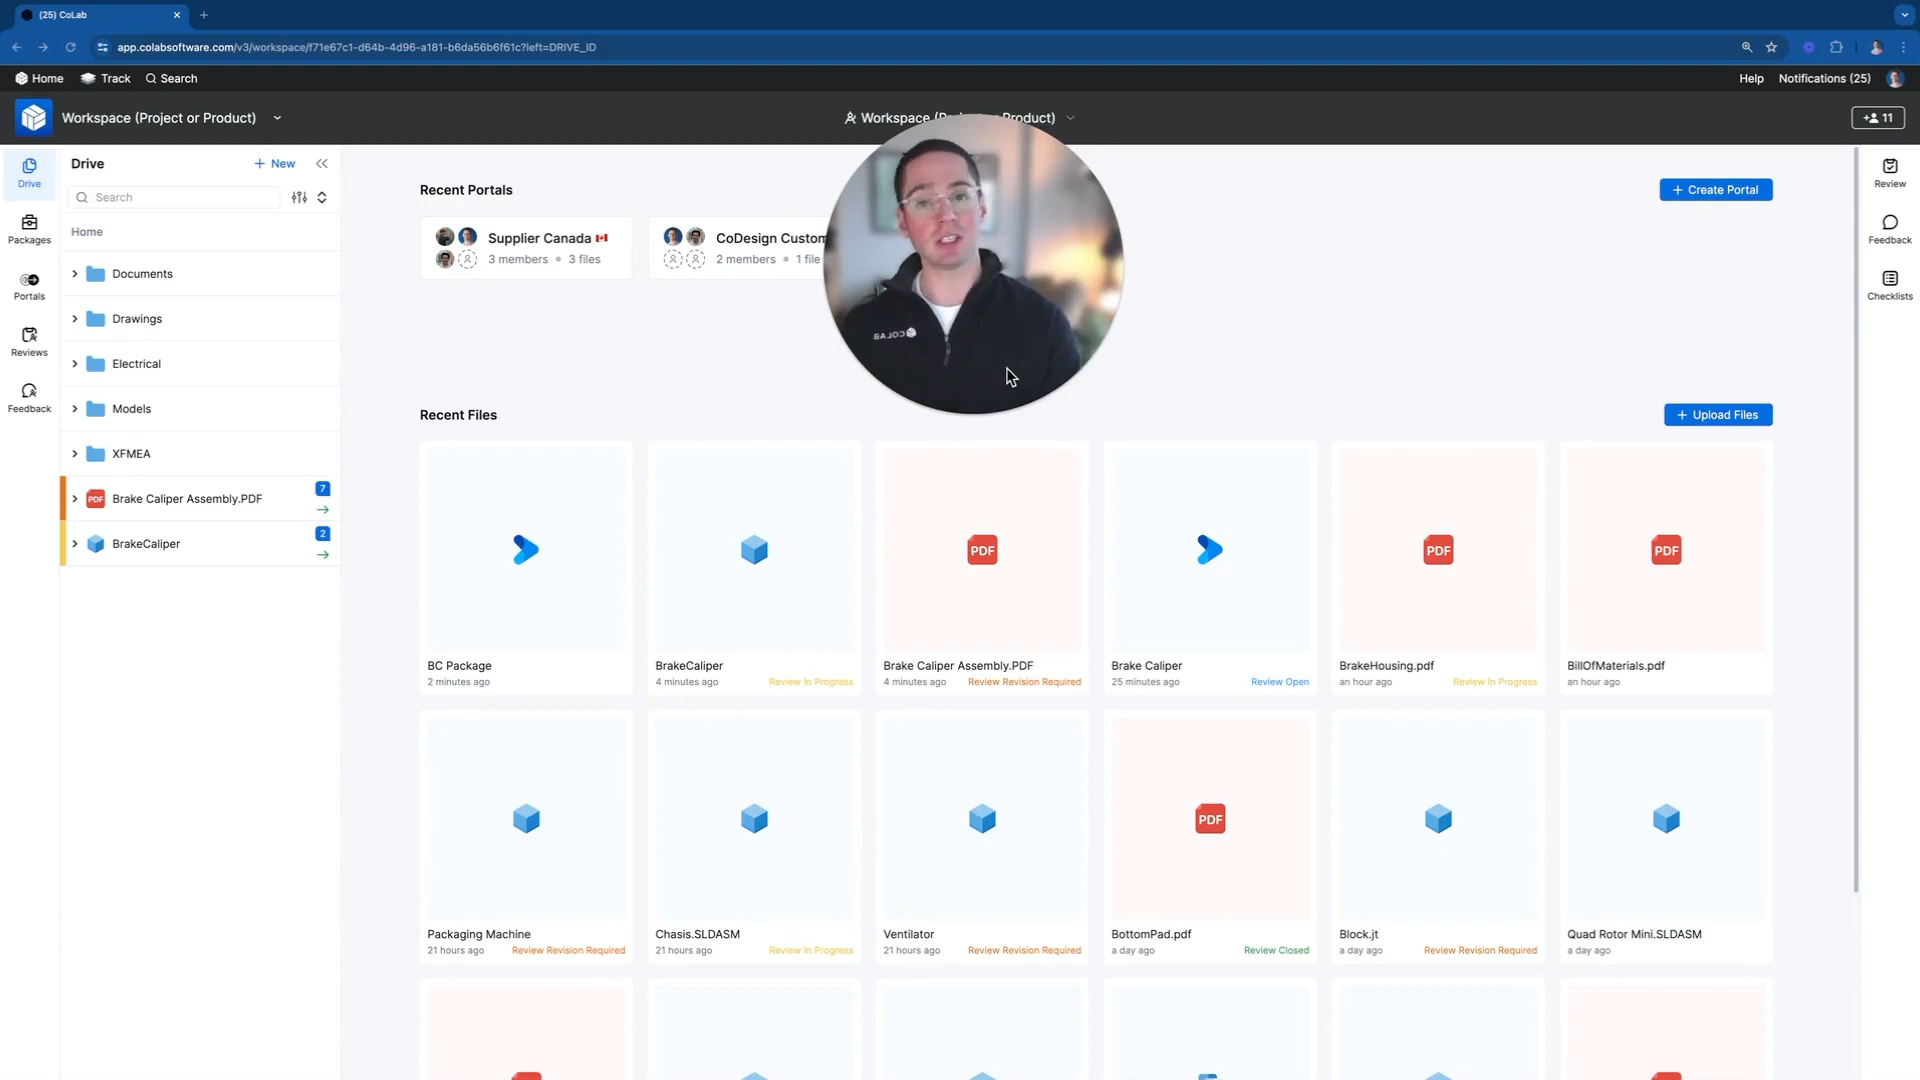 (25) CoLab
app.colabsoftware.com/v3/workspace/f71e67c1-d64b-4d96-a181-b6da56b6f61c?left=DRIVE_ID
Home Track Search Help Notifications (25)
Workspace (Project or Product) Workspace (Project or Product) 11
Drive
Packages
Portals
Reviews
Feedback
Drive + New
Search
Home
Documents
Drawings
Electrical
Models
XFMEA
PDF Brake Caliper Assembly.PDF 7
BrakeCaliper 2
Recent Portals + Create Portal
Supplier Canada
3 members • 3 files
CoDesign Custom
2 members • 1 file
COLAB
Recent Files + Upload Files
PDF PDF PDF
BC Package
2 minutes ago
BrakeCaliper
4 minutes ago Review In Progress
Brake Caliper Assembly.PDF
4 minutes ago Review Revision Required
Brake Caliper
25 minutes ago Review Open
BrakeHousing.pdf
an hour ago Review In Progress
BillOfMaterials.pdf
an hour ago
PDF
Packaging Machine
21 hours ago Review Revision Required
Chasis.SLDASM
21 hours ago Review In Progress
Ventilator
21 hours ago Review Revision Required
BottomPad.pdf
a day ago Review Closed
Block.jt
a day ago Review Revision Required
Quad Rotor Mini.SLDASM
a day ago
Review
Feedback
Checklists